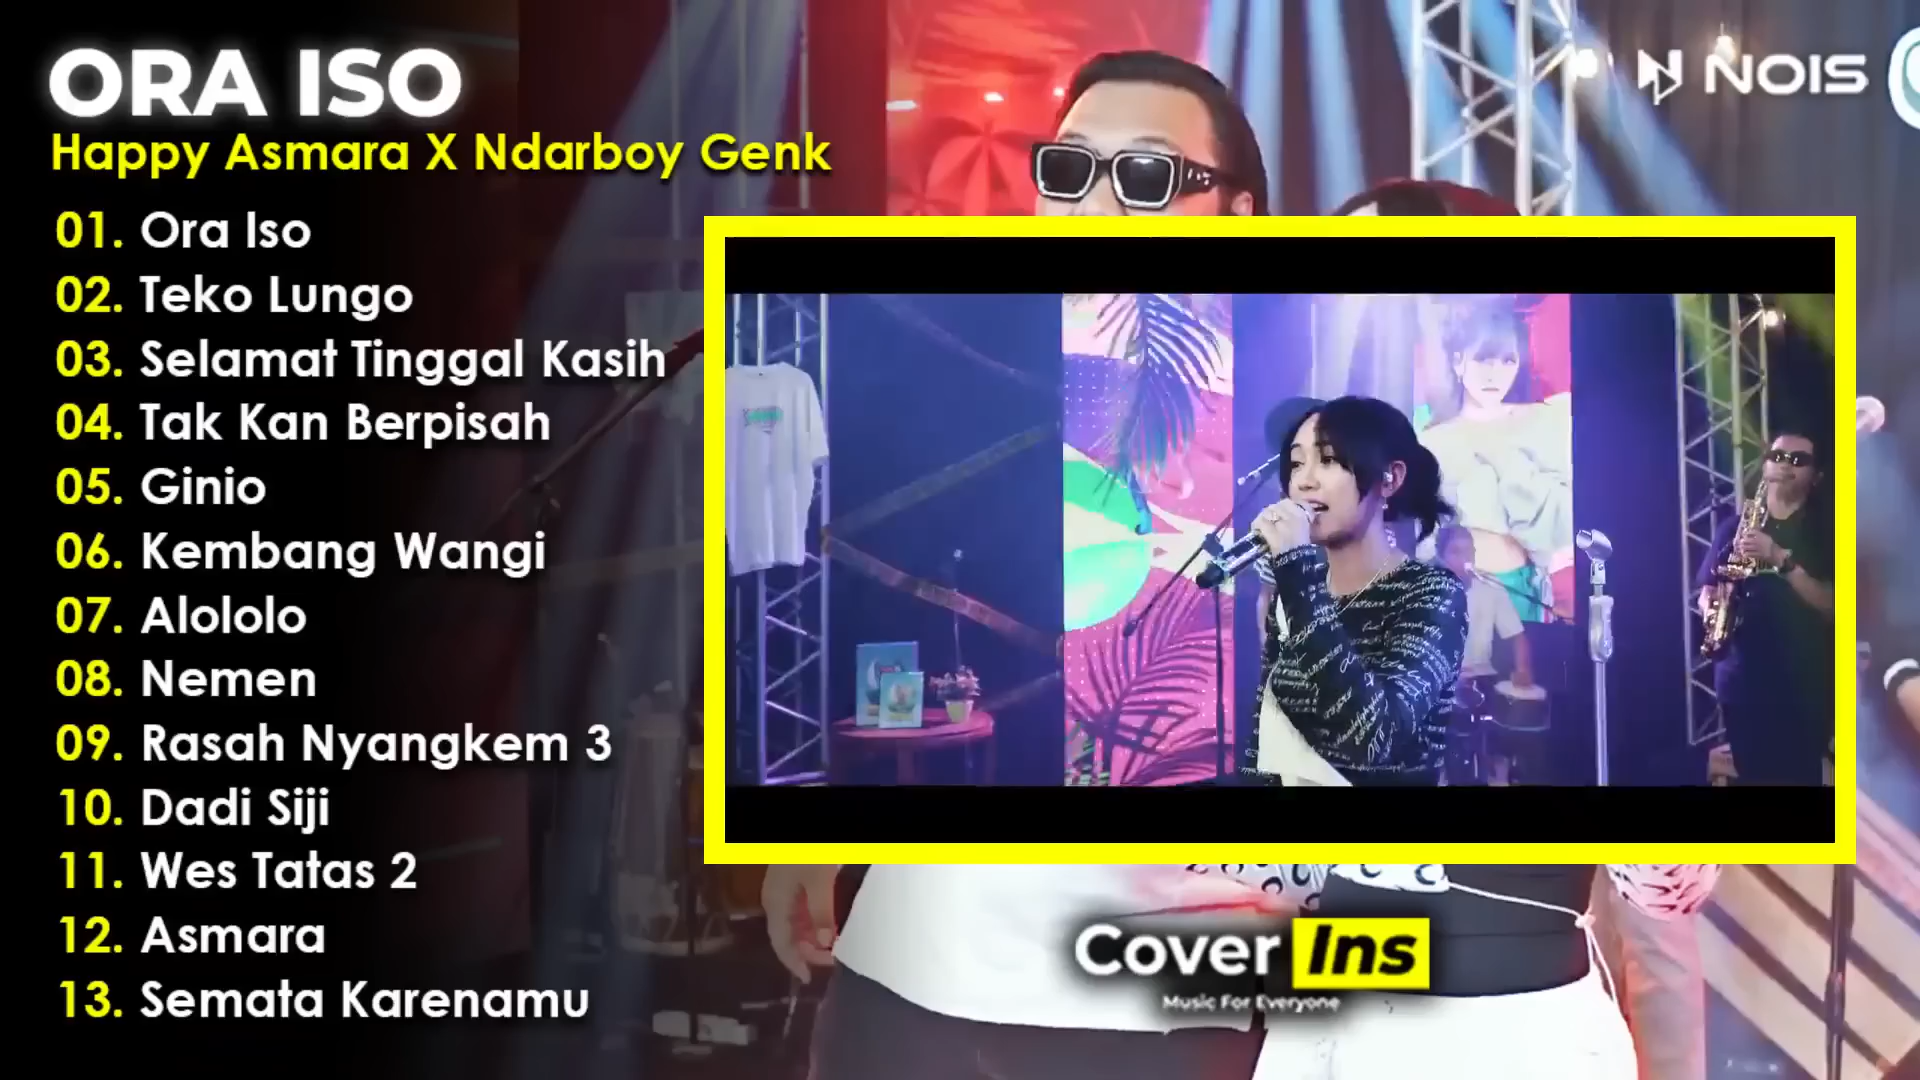 ORA ISO
NOIS
Happy Asmara X Ndarboy Genk
01. Ora Iso
02. Teko Lungo
03. Selamat Tinggal Kasih
04. Tak Kan Berpisah
05. Ginio
06. Kembang Wangi
07. Alololo
08. Nemen
09. Rasah Nyangkem 3
10. Dadi Siji
11. Wes Tatas 2
12. Asmara
13. Semata Karenamu
Cover Ins
Music For Everyone